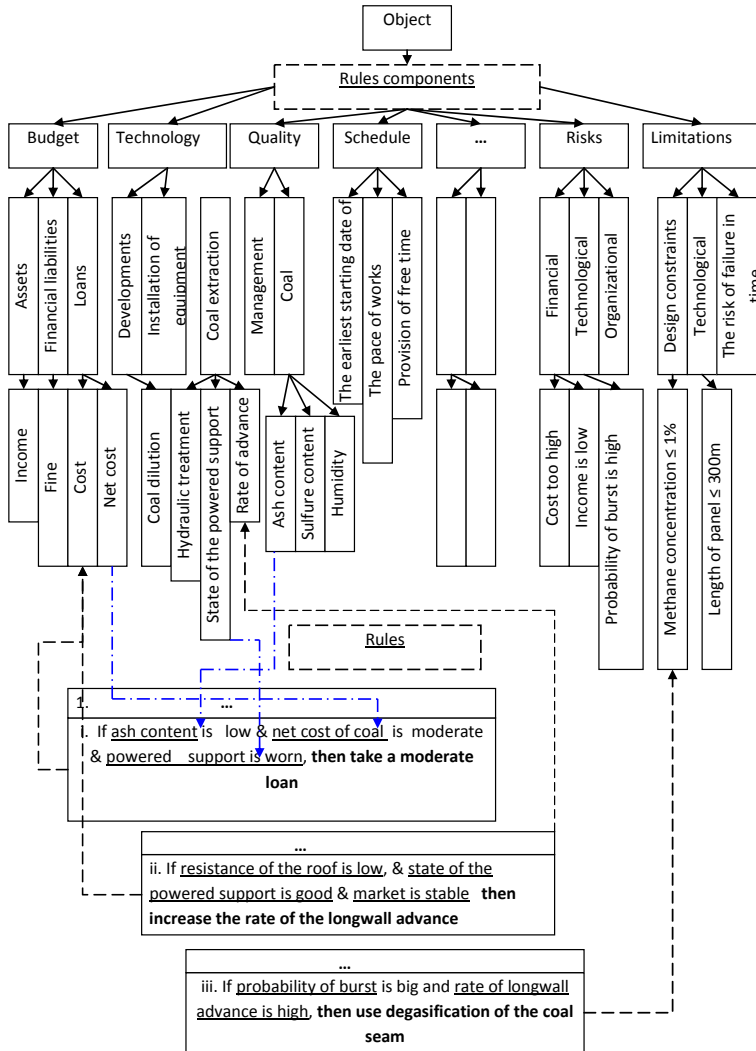 Object
Rules components
Budget
Technology
Quality
Schedule
...
Risks
Limitations
Assets
Financial liabilities
Loans
Developments
Installation of
equipment
Coal extraction
Management
Coal
The earliest starting date of
The pace of works
Provision of free time
Financial
Technological
Organizational
Design constraints
Technological
The risk of failure in
time
Income
Fine
Cost
Net cost
Coal dilution
Hydraulic treatment
State of the powered support
Rate of advance
Ash content
Sulfure content
Humidity
Cost too high
Income is low
Probability of burst is high
Methane concentration ≤ 1%
Length of panel ≤ 300m
Rules
1. ...
i. If ash content is low & net cost of coal is moderate
& powered support is worn, then take a moderate
loan
...
ii. If resistance of the roof is low, & state of the
powered support is good & market is stable then
increase the rate of the longwall advance
...
iii. If probability of burst is big and rate of longwall
advance is high, then use degasification of the coal
seam